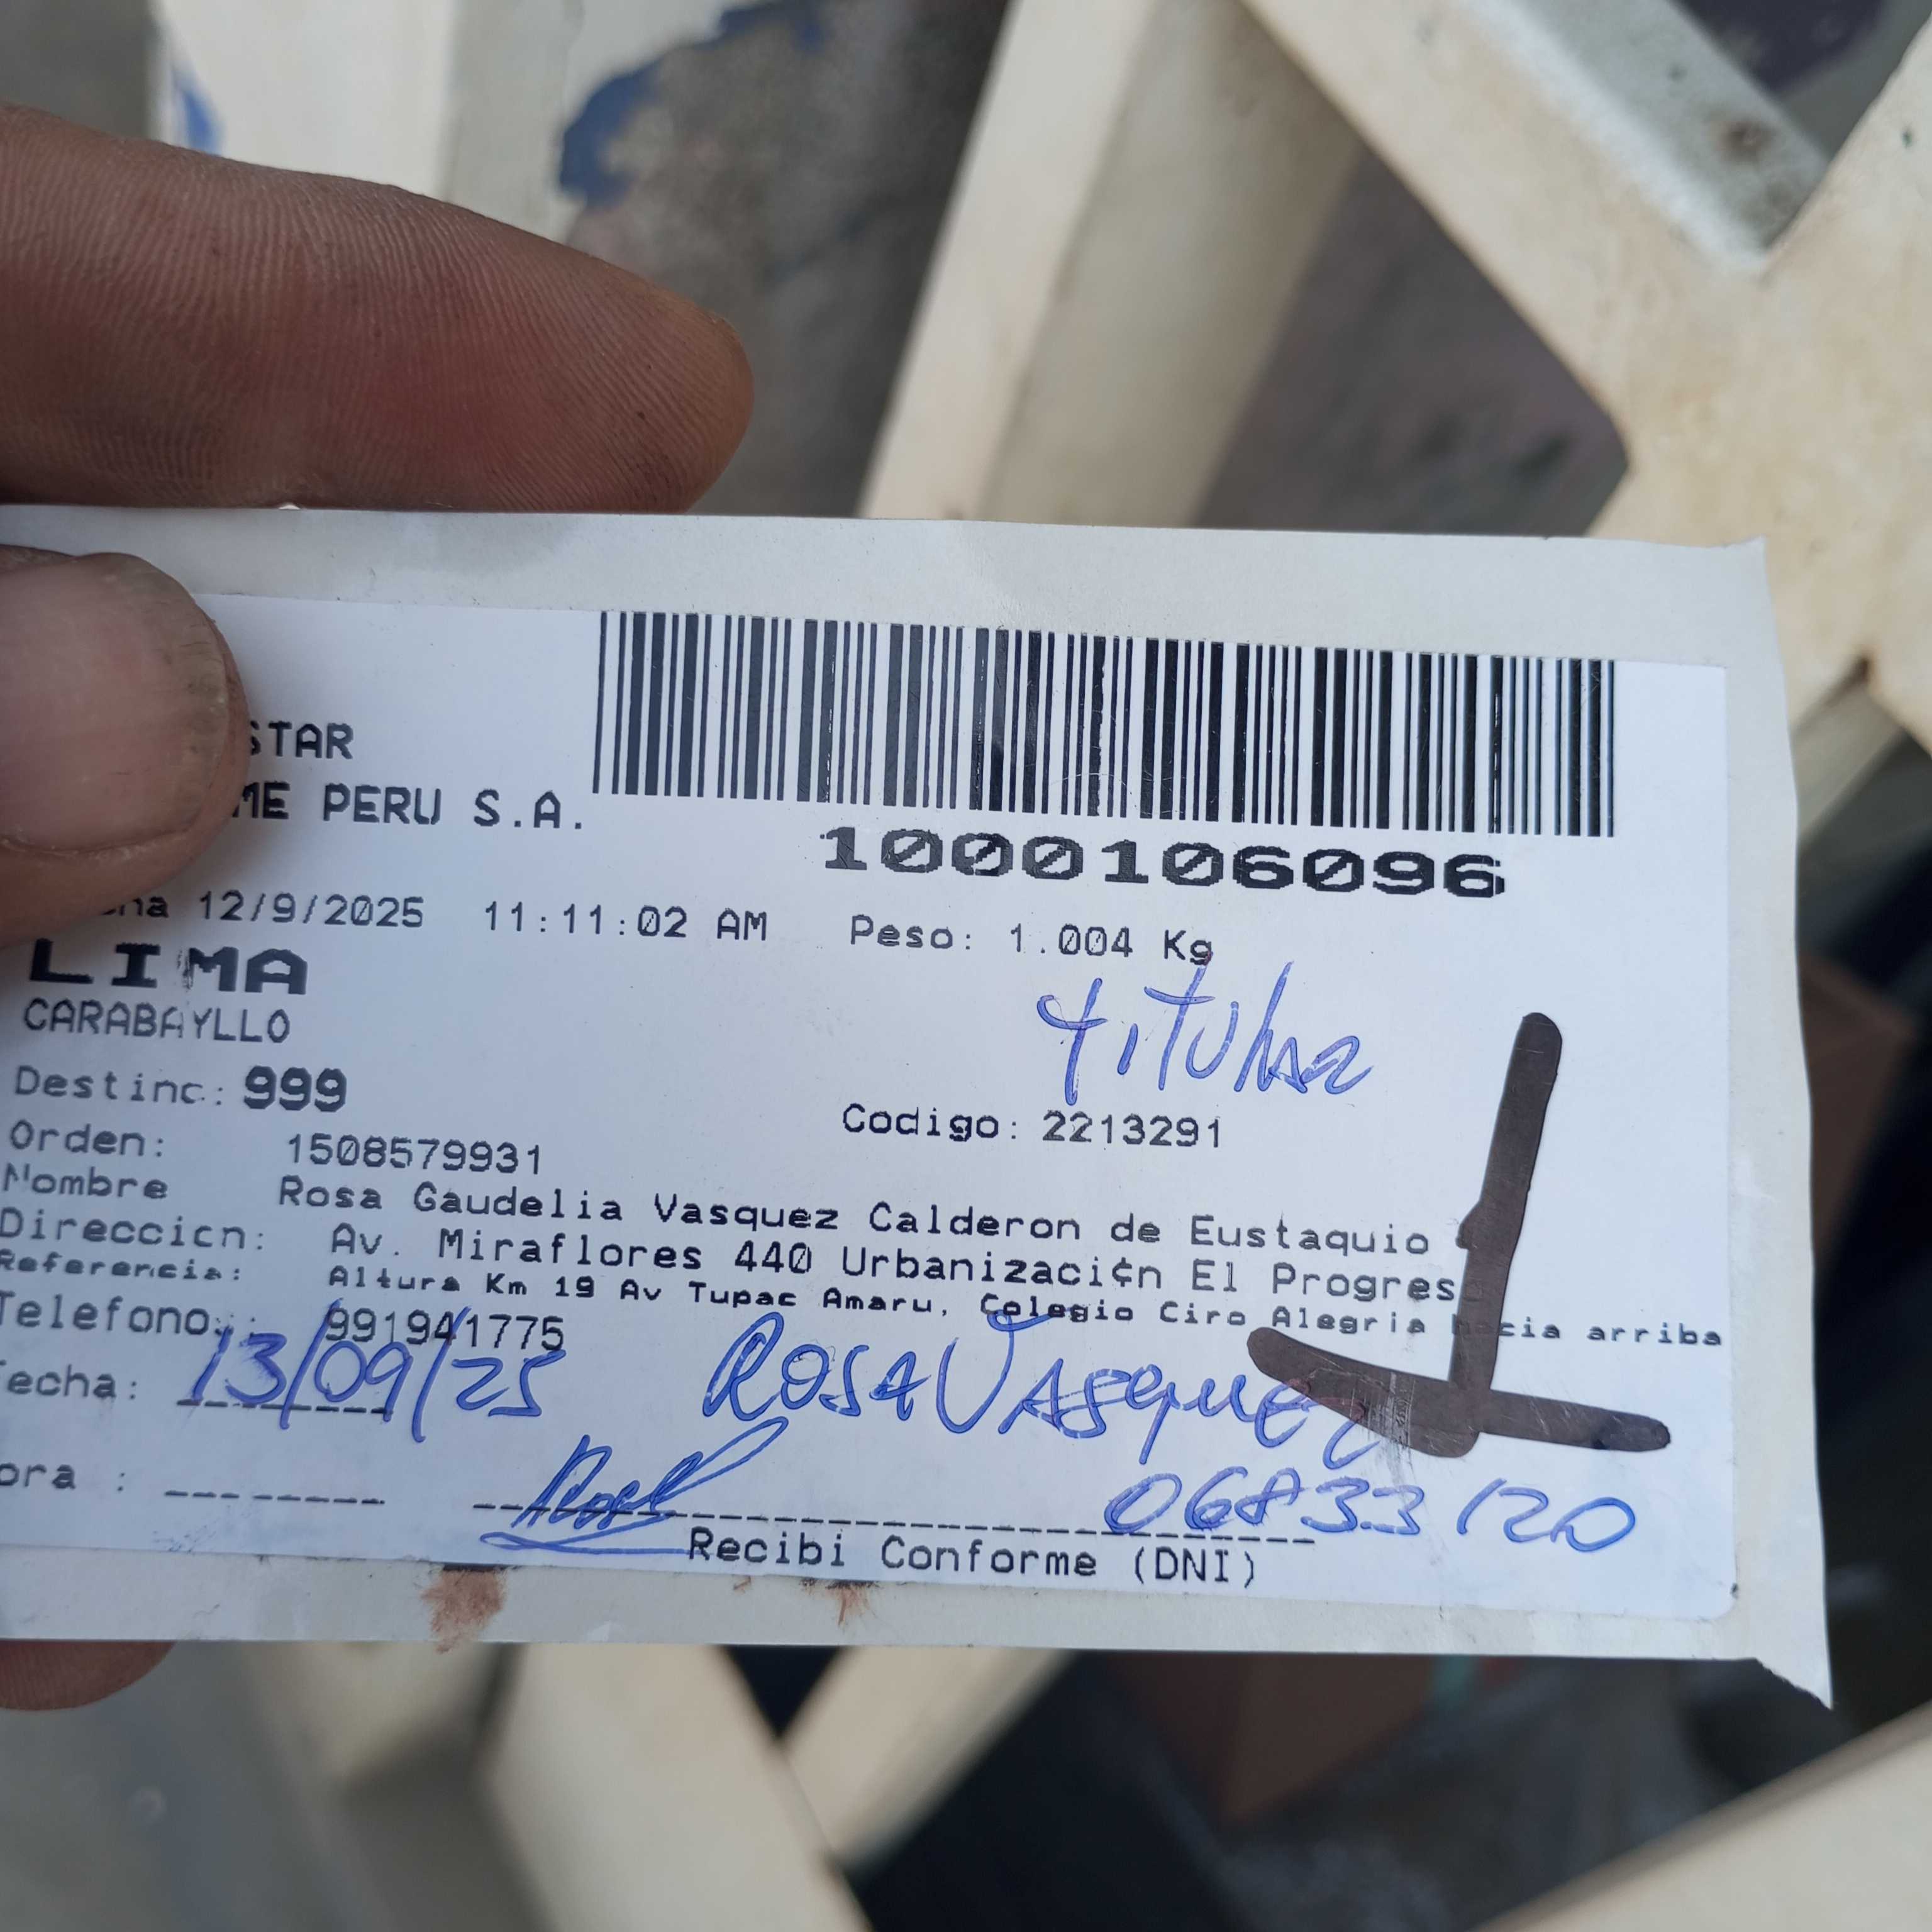 STAR
ME PERU S.A.
1000106096
12/9/2025 11:11:02 AM Peso: 1.004 Kg
LIMA
CARABAYLLO
Titular
Destino: 999
Codigo: 2213291
Orden: 1508579931
Nombre Rosa Gaudelia Vasquez Calderon de Eustaquio
Direccion: Av. Miraflores 440 Urbanizaci¢n El Progres
Referencia: Altura Km 19 Av Tupac Amaru, Colegio Ciro Alegria hacia arriba
Telefono: 991941775
echa: 13/09/25 Rosa Vasquez
ora :
06833120
Recibi Conforme (DNI)